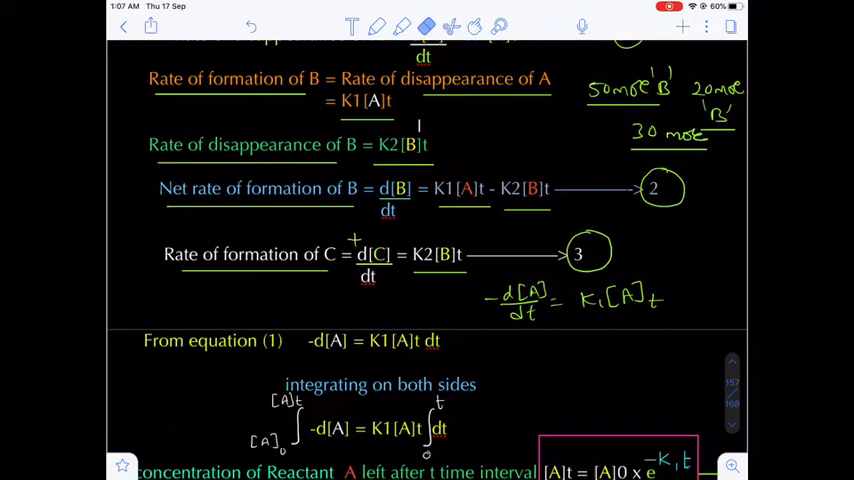 1:07 AM Thu 17 Sep
60%
dt
dt
Rate of formation of B = Rate of disappearance of A
= K1[A]t
50 mole 'B' 20 mole
'B'
30 mole
Rate of disappearance of B = K2[B]t
Net rate of formation of B = d[B] = K1[A]t - K2[B]t ————> 2
dt
Rate of formation of C = + d[C] = K2[B]t ————> 3
dt
-d[A] = K1[A]t
dt
From equation (1) -d[A] = K1[A]t dt
integrating on both sides
[A]t t
∫ -d[A] = K1[A]t ∫ dt
[A]0 0
concentration of Reactant A left after t time interval [A]t = [A]0 x e -K1t
157
/
168